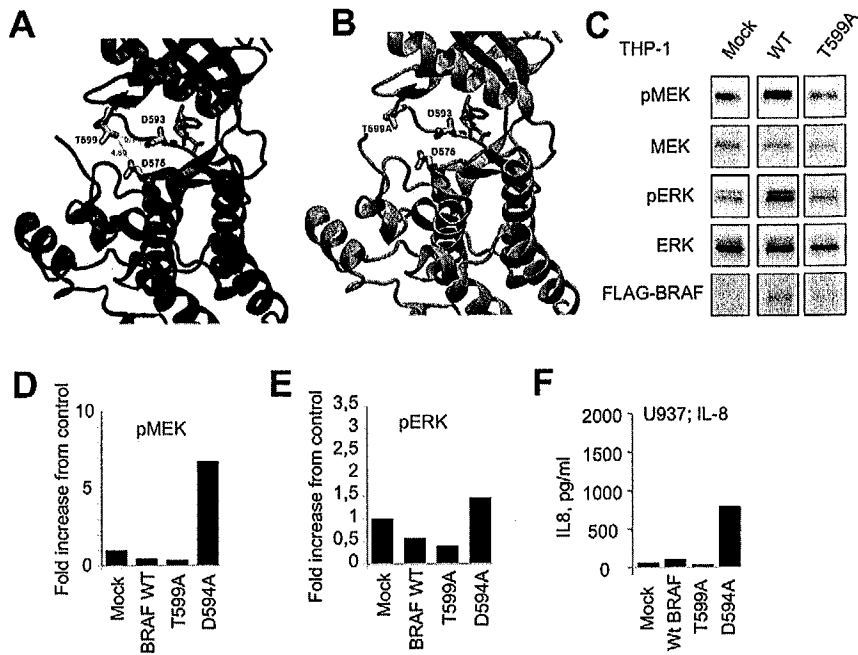 A
B
C
THP-1
Mock
WT
T599A
pMEK
MEK
pERK
ERK
FLAG-BRAF
T599
D593
D576
T599A
D593
D576
D
Fold increase from control
10
5
0
pMEK
Mock
BRAF WT
T599A
D594A
E
Fold increase from control
3,5
3
2,5
2
1,5
1
0,5
0
pERK
Mock
BRAF WT
T599A
D594A
F
U937; IL-8
IL8, pg/ml
2000
1500
1000
500
0
Mock
Wt BRAF
T599A
D594A